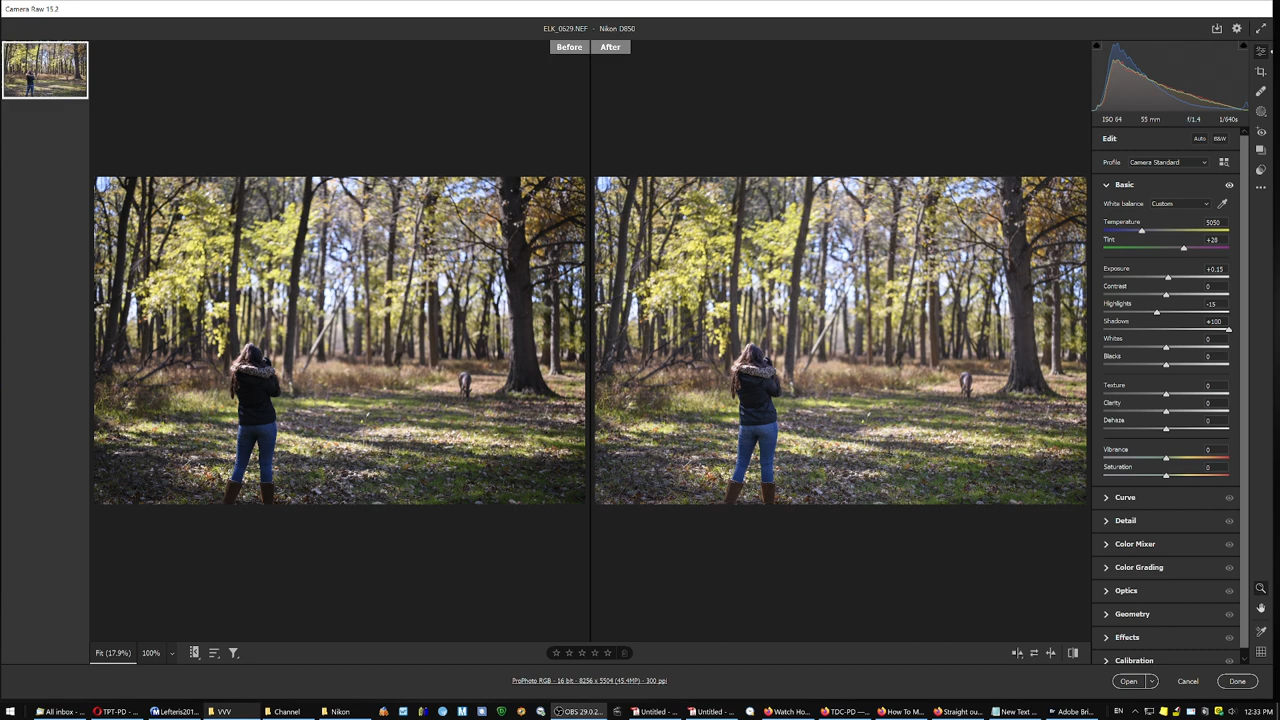 Camera Raw 15.2
ELK_0629.NEF - Nikon D850
Before After
ISO 64 55 mm f/1.4 1/640s
Edit Auto B&W
Profile Camera Standard
Basic
White balance Custom
Temperature 5050
Tint +28
Exposure +0.15
Contrast 0
Highlights -15
Shadows +100
Whites 0
Blacks 0
Texture 0
Clarity 0
Dehaze 0
Vibrance 0
Saturation 0
Curve
Detail
Color Mixer
Color Grading
Optics
Geometry
Effects
Calibration
Fit (17.9%) 100%
ProPhoto RGB - 16 bit - 8256 x 5504 (45.4MP) - 300 ppi
Open Cancel Done
All inbox - ... TPT-PD - ... Lefteris201... VVV Channel Nikon OBS 29.0.2... Untitled - ... Untitled - ... Watch Ho... TDC-PD —... How To M... Straight ou... New Text ... Adobe Bri... EN 12:33 PM